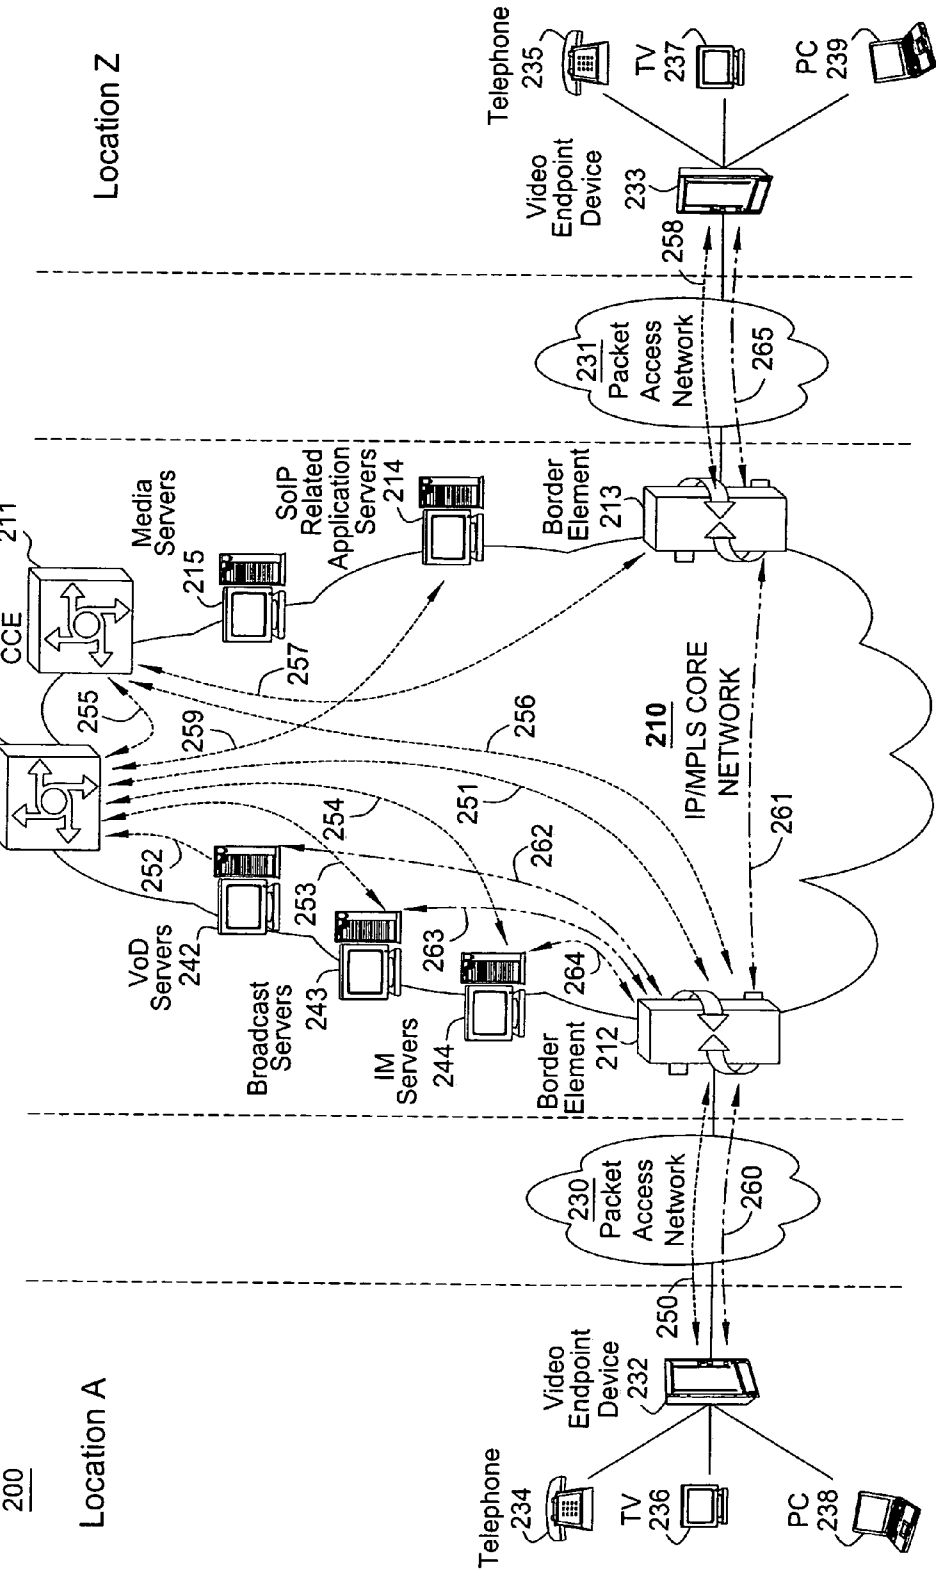 200
Location A
Location Z
CCE
211
Media
Servers
215
SoIP
Related
Application
Servers
214
VoD
Servers
242
Broadcast
Servers
243
IM
Servers
244
Border
Element
212
Border
Element
213
255
259
257
256
252
253
254
251
262
263
264
210
IP/MPLS CORE
NETWORK
261
230
Packet
Access
Network
250
260
231
Packet
Access
Network
258
265
Video
Endpoint
Device
232
Video
Endpoint
Device
233
Telephone
234
TV
236
PC
238
Telephone
235
TV
237
PC
239